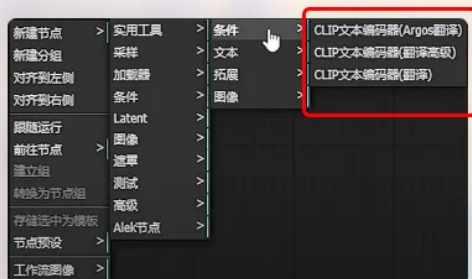 新建节点 >
新建分组
对齐到左侧
对齐到右侧
跟随运行
前往节点 >
建立组
转换为节点组
存储选中为模板
节点预设 >
工作流图像 >
实用工具 >
采样 >
加载器 >
条件 >
Latent >
图像 >
遮罩 >
测试 >
高级 >
Alek节点 >
条件 >
文本 >
拓展 >
图像 >
CLIP文本编码器(Argos翻译)
CLIP文本编码器(翻译高级)
CLIP文本编码器(翻译)